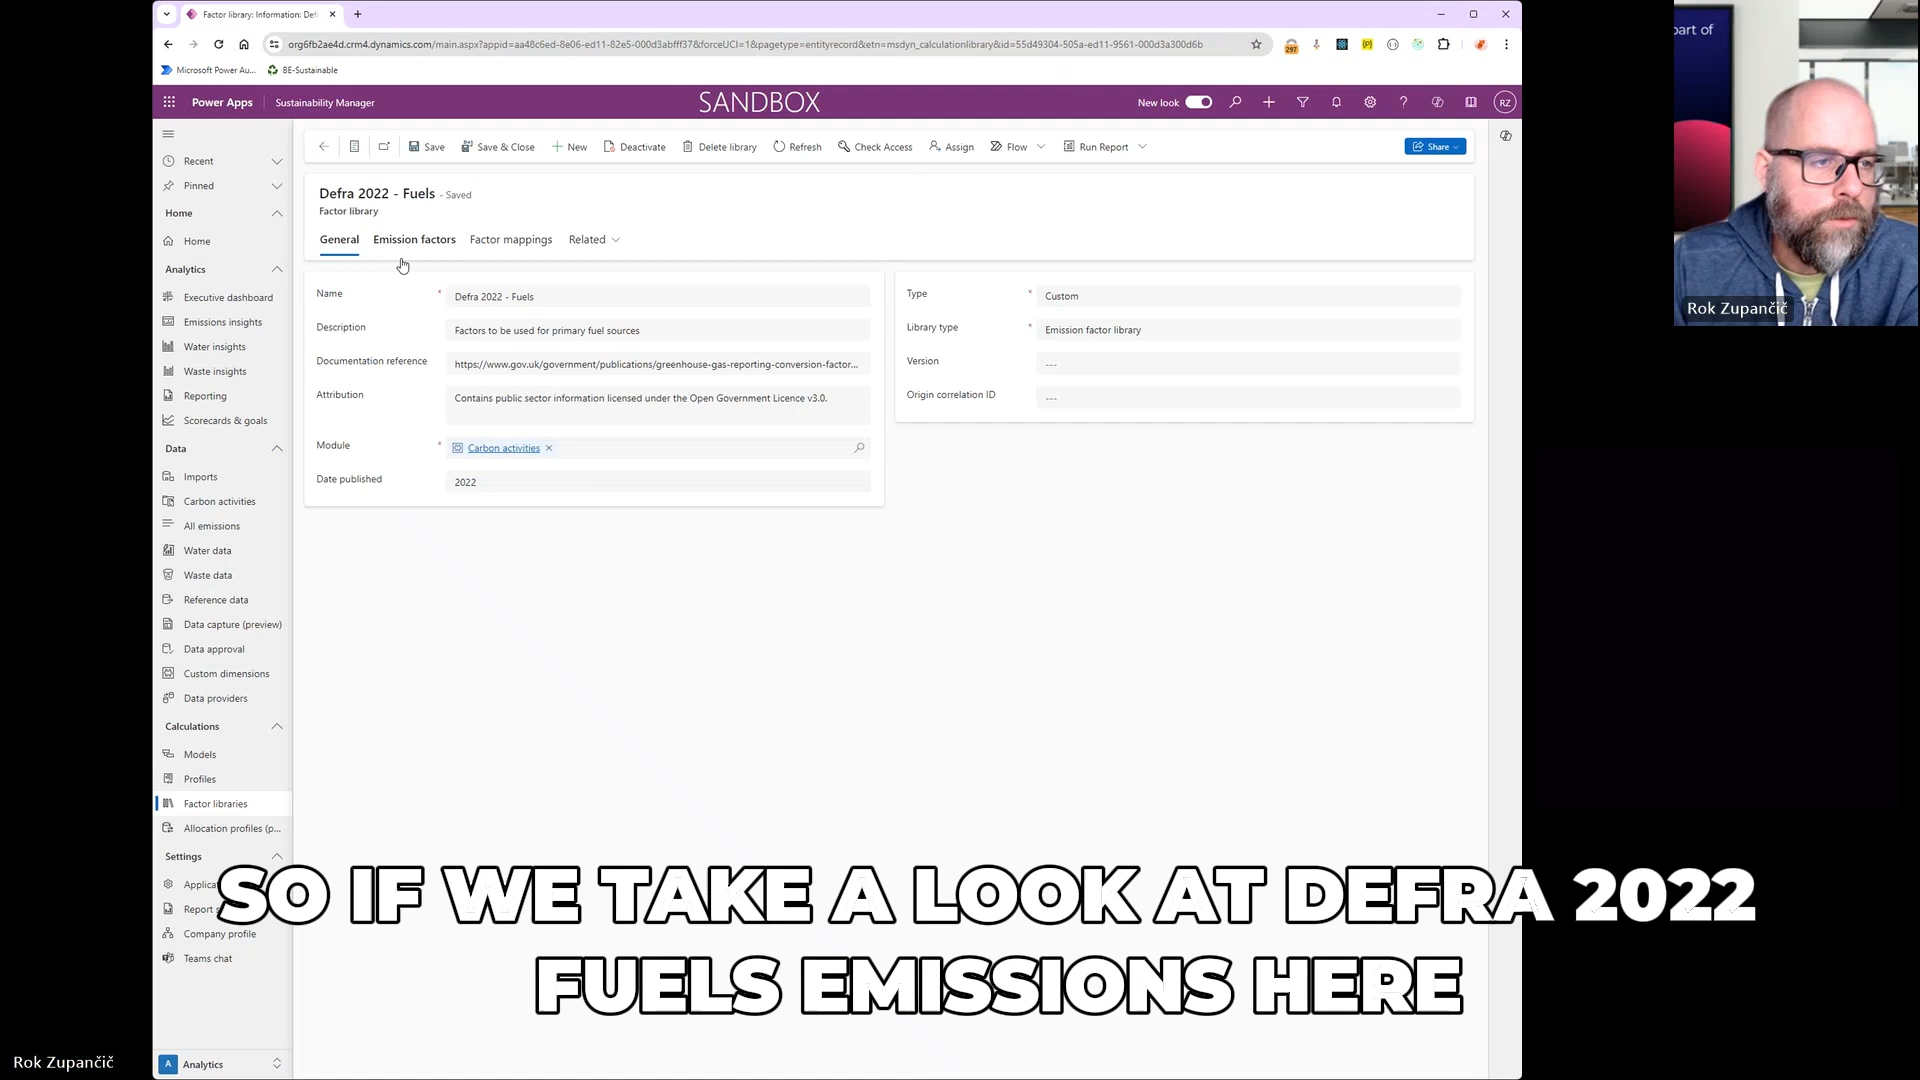 Factor library: Information: Def
org6fb2ae4d.crm4.dynamics.com/main.aspx?appid=aa48c6ed-8e06-ed11-82e5-000d3abfff37&forceUCI=1&pagetype=entityrecord&etn=msdyn_calculationlibrary&id=55d49304-505a-ed11-9561-000d3a300d6b
297
Microsoft Power Au...
BE-Sustainable
Power Apps
Sustainability Manager
SANDBOX
New look
RZ
Save
Save & Close
New
Deactivate
Delete library
Refresh
Check Access
Assign
Flow
Run Report
Share
Recent
Pinned
Home
Home
Analytics
Executive dashboard
Emissions insights
Water insights
Waste insights
Reporting
Scorecards & goals
Data
Imports
Carbon activities
All emissions
Water data
Waste data
Reference data
Data capture (preview)
Data approval
Custom dimensions
Data providers
Calculations
Models
Profiles
Factor libraries
Allocation profiles (p...
Settings
Applicat
Report s
Company profile
Teams chat
A
Analytics
Defra 2022 - Fuels - Saved
Factor library
General
Emission factors
Factor mappings
Related
Name * Defra 2022 - Fuels
Description Factors to be used for primary fuel sources
Documentation reference https://www.gov.uk/government/publications/greenhouse-gas-reporting-conversion-factor...
Attribution Contains public sector information licensed under the Open Government Licence v3.0.
Module * Carbon activities
Date published 2022
Type * Custom
Library type * Emission factor library
Version ---
Origin correlation ID ---
part of
Rok Zupančič
SO IF WE TAKE A LOOK AT DEFRA 2022
FUELS EMISSIONS HERE
Rok Zupančič